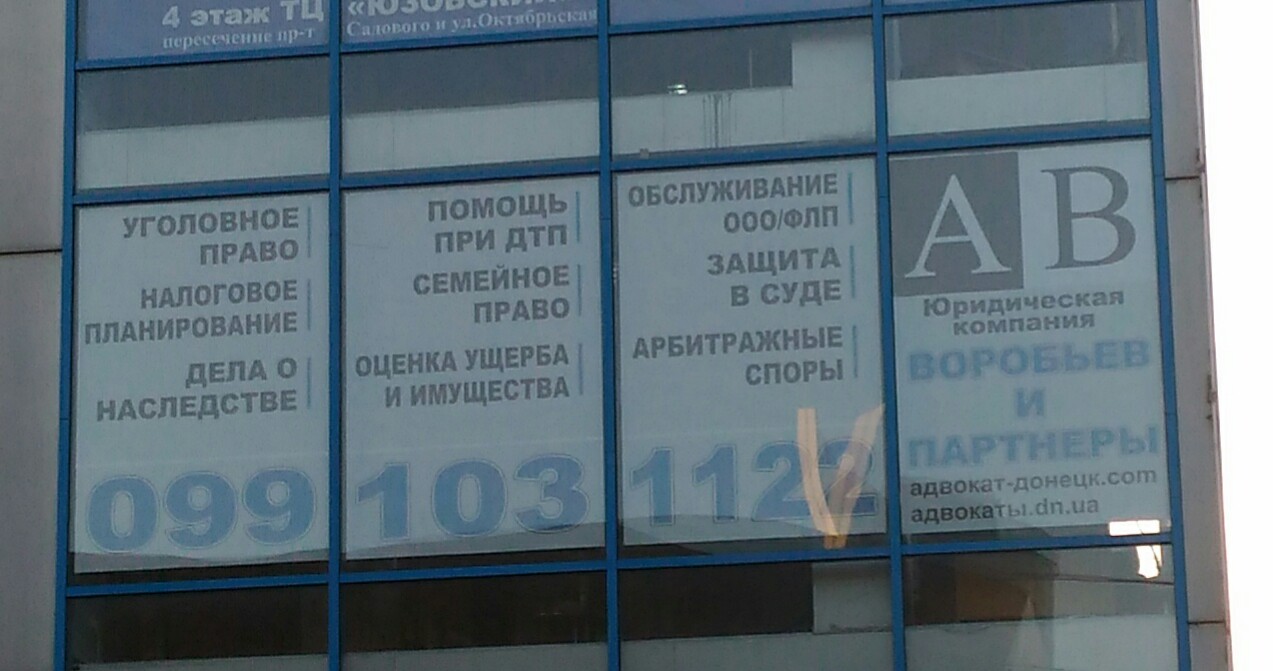 4 этаж ТЦ
пересечение пр-т
Садового и ул.Октябрьская
УГОЛОВНОЕ
ПРАВО
НАЛОГОВОЕ
ПЛАНИРОВАНИЕ
ДЕЛА О
НАСЛЕДСТВЕ
099
ПОМОЩЬ
ПРИ ДТП
СЕМЕЙНОЕ
ПРАВО
ОЦЕНКА УЩЕРБА
И ИМУЩЕСТВА
103
ОБСЛУЖИВАНИЕ
ООО/ФЛП
ЗАЩИТА
В СУДЕ
АРБИТРАЖНЫЕ
СПОРЫ
1122
АВ
Юридическая
компания
ВОРОБЬЕВ
И
ПАРТНЕРЫ
адвокат-донецк.com
адвокаты.dn.ua